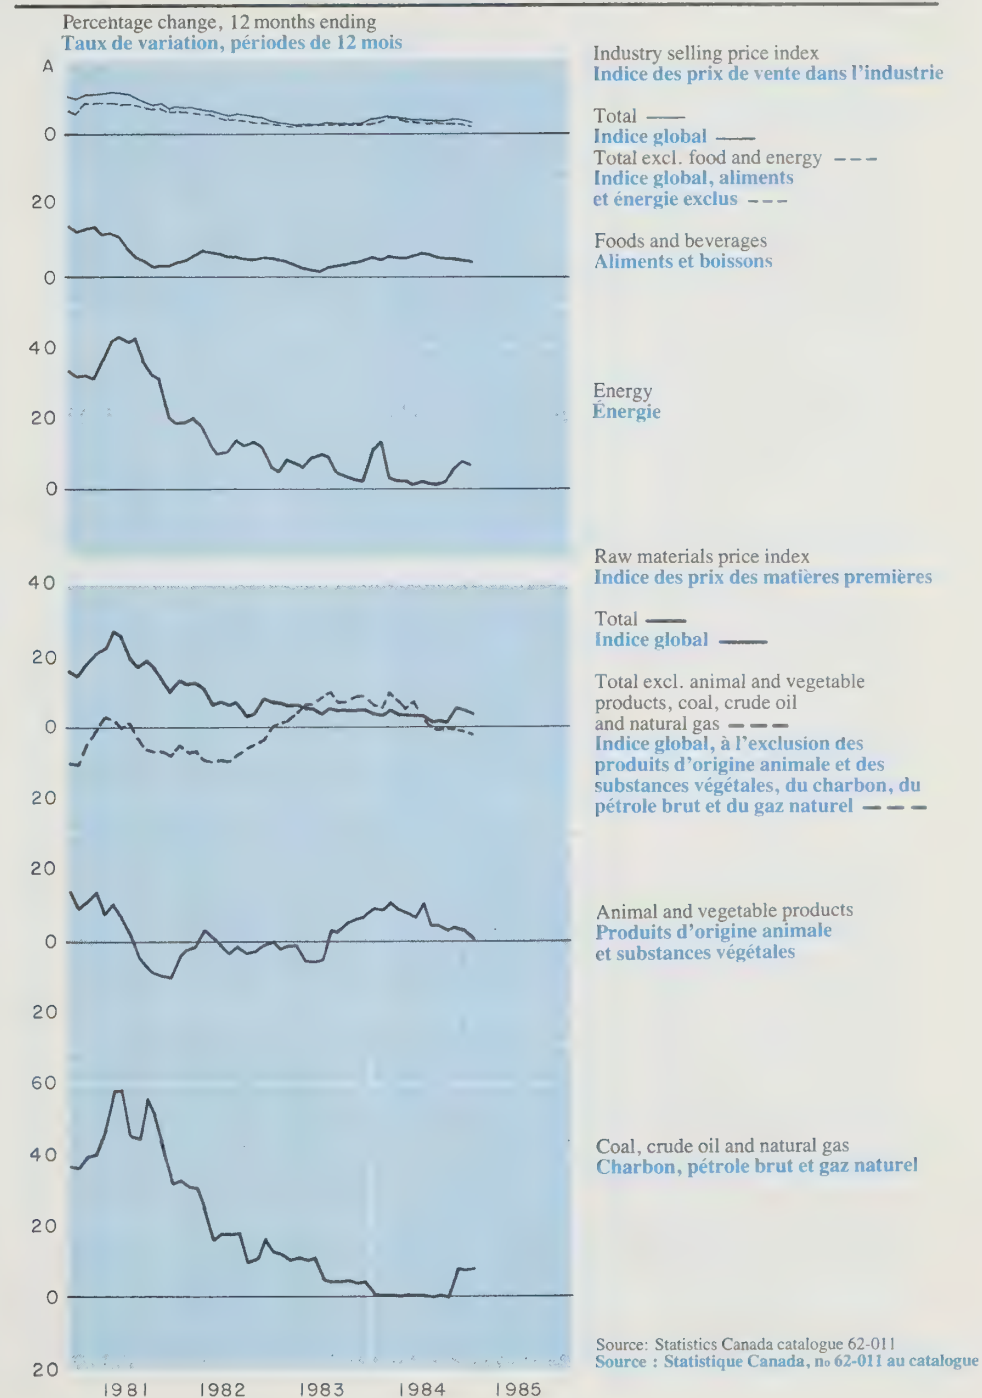 Percentage change, 12 months ending
Taux de variation, périodes de 12 mois
A
0
20
0
40
20
0
40
20
0
20
20
0
20
60
40
20
0
20
1981 1982 1983 1984 1985
Industry selling price index
Indice des prix de vente dans l'industrie
Total
Indice global
Total excl. food and energy
Indice global, aliments
et énergie exclus
Foods and beverages
Aliments et boissons
Energy
Énergie
Raw materials price index
Indice des prix des matières premières
Total
Indice global
Total excl. animal and vegetable
products, coal, crude oil
and natural gas
Indice global, à l'exclusion des
produits d'origine animale et des
substances végétales, du charbon, du
pétrole brut et du gaz naturel
Animal and vegetable products
Produits d'origine animale
et substances végétales
Coal, crude oil and natural gas
Charbon, pétrole brut et gaz naturel
Source: Statistics Canada catalogue 62-011
Source : Statistique Canada, no 62-011 au catalogue